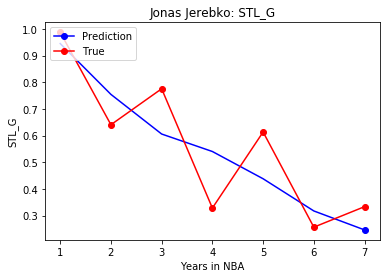 Jonas Jerebko: STL_G
Prediction
True
1.0
0.9
0.8
0.7
0.6
0.5
0.4
0.3
STL_G
1 2 3 4 5 6 7
Years in NBA